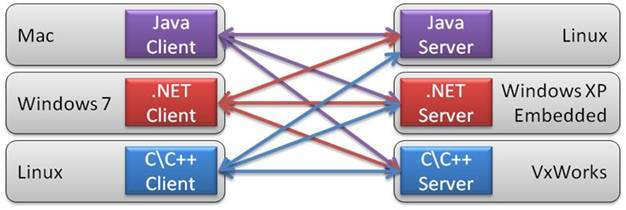 Mac
Java
Client
Java
Server
Linux
Windows 7
.NET
Client
.NET
Server
Windows XP
Embedded
Linux
C\C++
Client
C\C++
Server
VxWorks